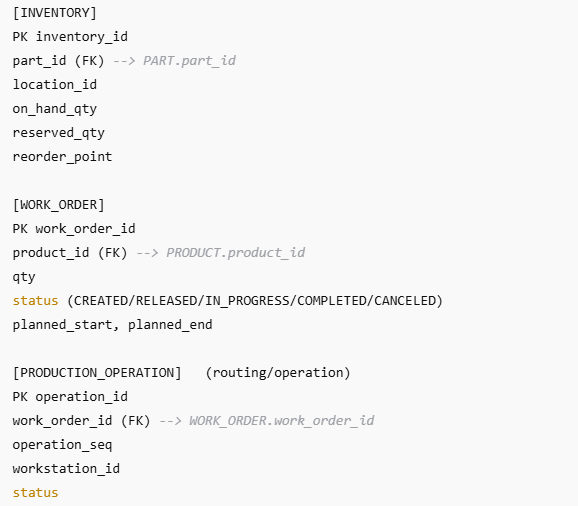 [INVENTORY]
PK inventory_id
part_id (FK) --> PART.part_id
location_id
on_hand_qty
reserved_qty
reorder_point
[WORK_ORDER]
PK work_order_id
product_id (FK) --> PRODUCT.product_id
qty
status (CREATED/RELEASED/IN_PROGRESS/COMPLETED/CANCELED)
planned_start, planned_end
[PRODUCTION_OPERATION] (routing/operation)
PK operation_id
work_order_id (FK) --> WORK_ORDER.work_order_id
operation_seq
workstation_id
status